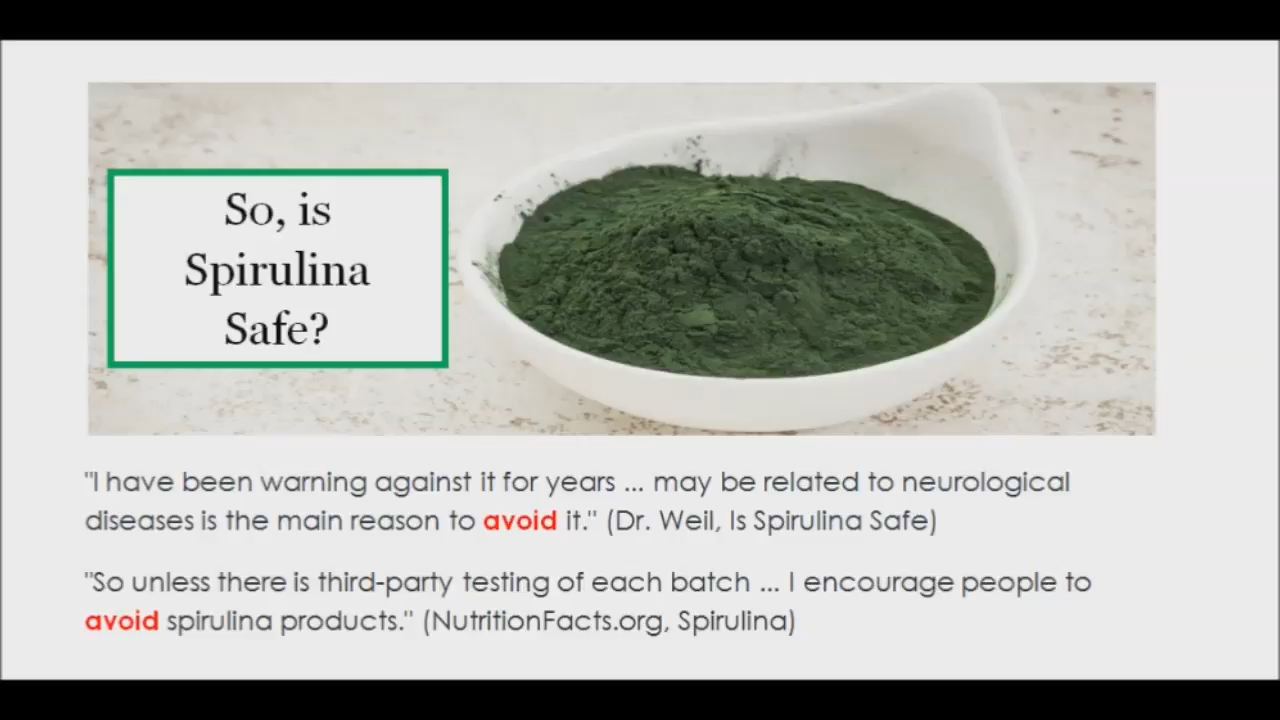 So, is
Spirulina
Safe?
"I have been warning against it for years ... may be related to neurological
diseases is the main reason to avoid it." (Dr. Weil, Is Spirulina Safe)
"So unless there is third-party testing of each batch ... I encourage people to
avoid spirulina products." (NutritionFacts.org, Spirulina)